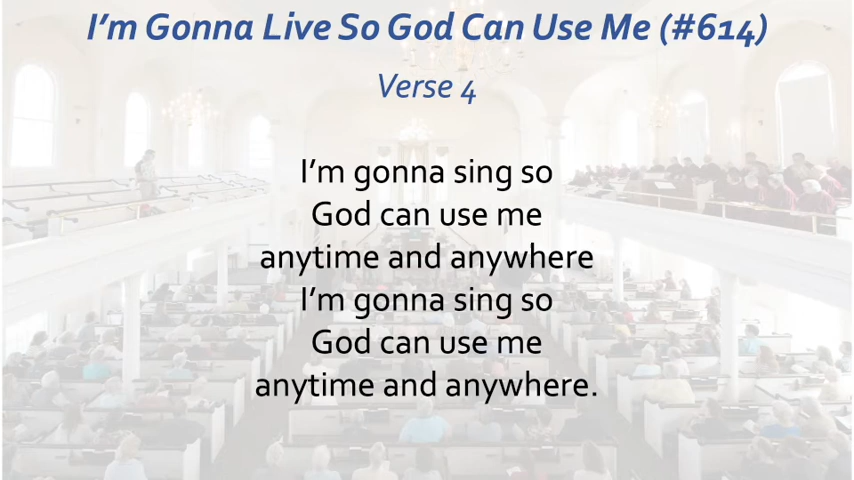 I’m Gonna Live So God Can Use Me (#614)
Verse 4
I’m gonna sing so
God can use me
anytime and anywhere
I’m gonna sing so
God can use me
anytime and anywhere.